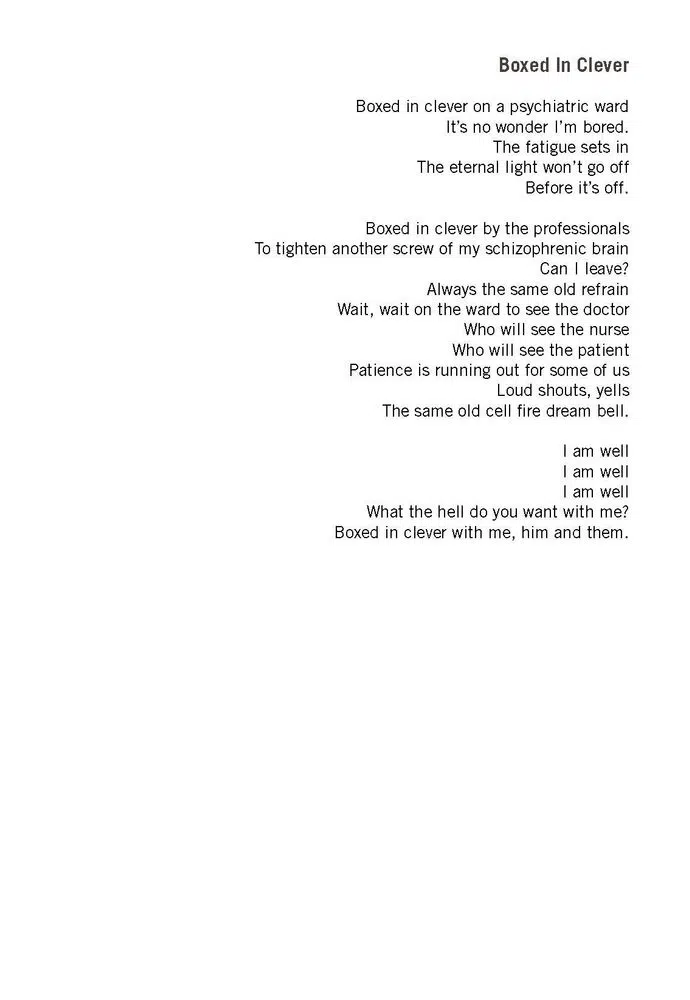 Boxed In Clever
Boxed in clever on a psychiatric ward
It’s no wonder I’m bored.
The fatigue sets in
The eternal light won’t go off
Before it’s off.
Boxed in clever by the professionals
To tighten another screw of my schizophrenic brain
Can I leave?
Always the same old refrain
Wait, wait on the ward to see the doctor
Who will see the nurse
Who will see the patient
Patience is running out for some of us
Loud shouts, yells
The same old cell fire dream bell.
I am well
I am well
I am well
What the hell do you want with me?
Boxed in clever with me, him and them.